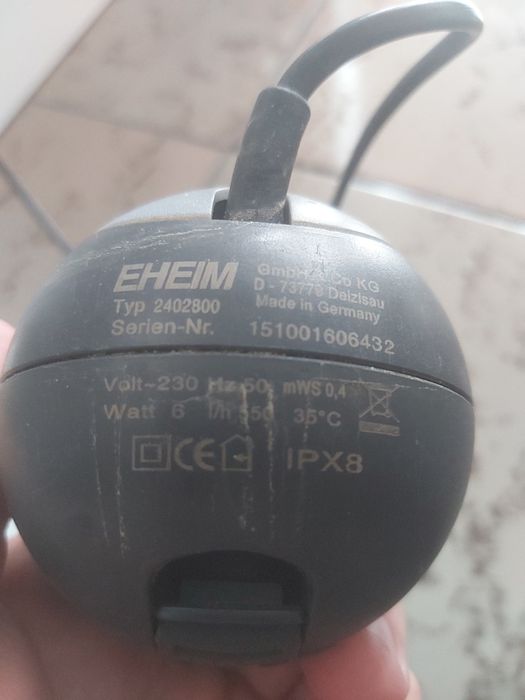 EHEIM
GmbH & Co KG
D - 73779 Deizisau
Made in Germany
Typ 2402800
Serien-Nr. 151001606432
Volt~230 Hz 50 mWS 0,4
Watt 6 l/h 550 35°C
CE IPX8